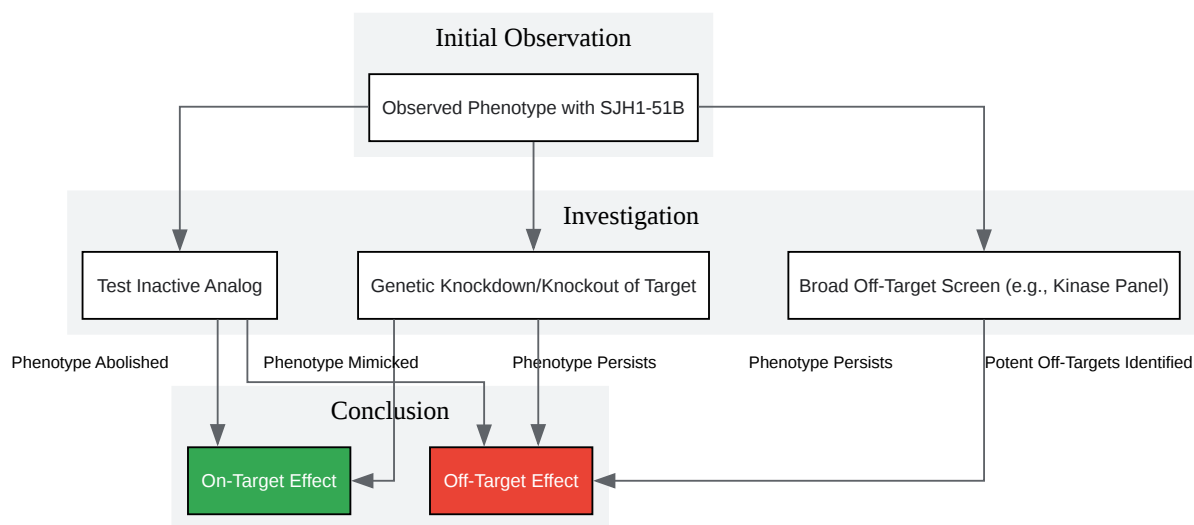 Initial Observation
Observed Phenotype with SJH1-51B
Investigation
Test Inactive Analog
Genetic Knockdown/Knockout of Target
Broad Off-Target Screen (e.g., Kinase Panel)
Phenotype Abolished
Phenotype Mimicked
Phenotype Persists
Phenotype Persists
Potent Off-Targets Identified
Conclusion
On-Target Effect
Off-Target Effect